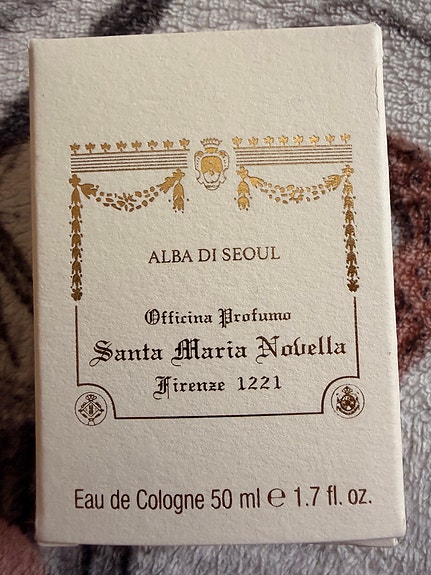 ALBA DI SEOUL
Officina Profumo
Santa Maria Novella
Firenze 1221
Eau de Cologne 50 ml ℮ 1.7 fl. oz.